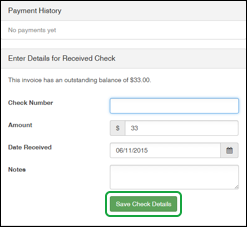 Payment History
No payments yet
Enter Details for Received Check
This invoice has an outstanding balance of $33.00.
Check Number
Amount $ 33
Date Received 06/11/2015
Notes
Save Check Details